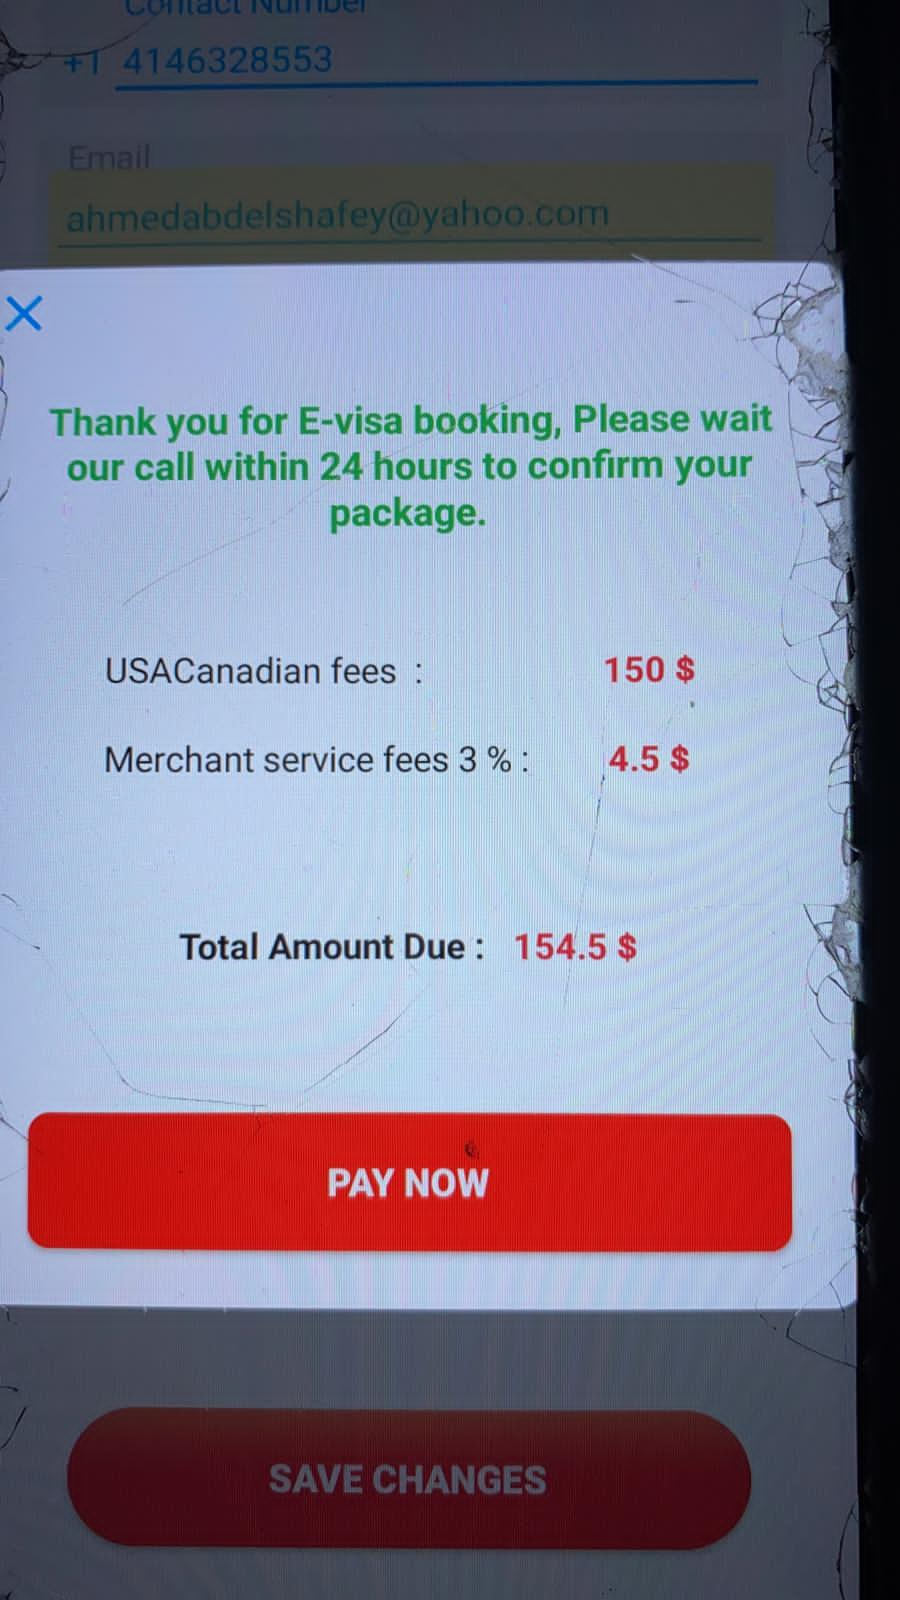 Contact Number
+1 4146328553
Email
ahmedabdelshafey@yahoo.com
Thank you for E-visa booking, Please wait
our call within 24 hours to confirm your
package.
USACanadian fees : 150 $
Merchant service fees 3 % : 4.5 $
Total Amount Due : 154.5 $
PAY NOW
SAVE CHANGES